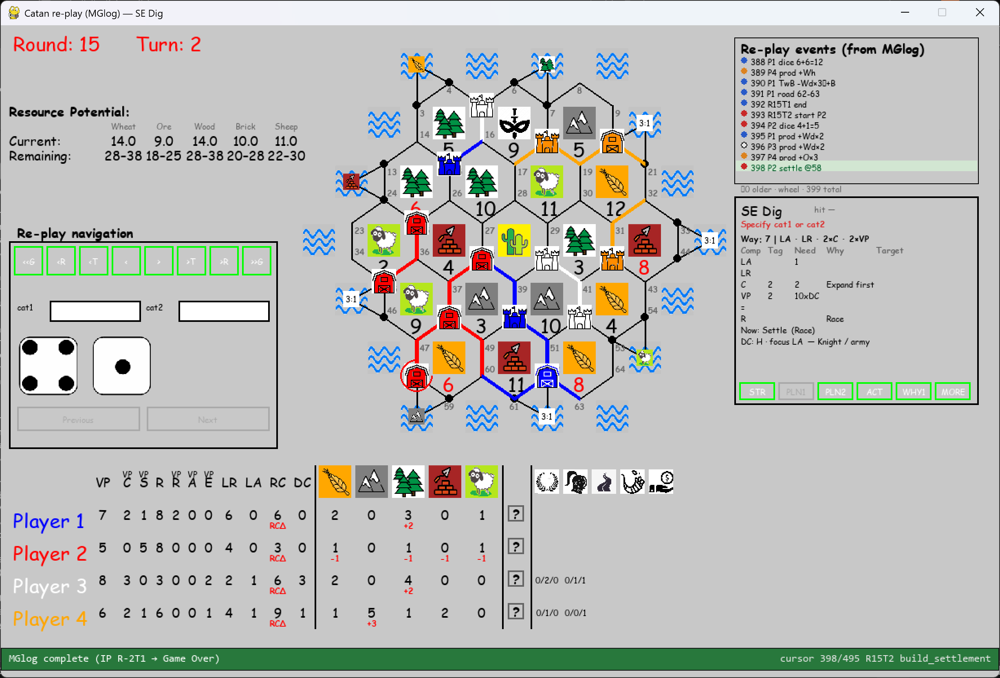 Catan re-play (MGlog) — SE Dig
Round: 15 Turn: 2
Resource Potential:
Wheat Ore Wood Brick Sheep
Current: 14.0 9.0 14.0 10.0 11.0
Remaining: 28-38 18-25 28-38 20-28 22-30
Re-play navigation
<<G <R <T < > >T >R >>G
cat1 cat2
Previous Next
4 6 8
3 7 9
14 16
5 9 5
3:1
13 17 19 21
24 26 28 30 32
6 10 11 12
23 27 29 31 33
3:1
34 36 44
2 4 3 8
37 39 41 43
3:1
46 54
9 3 10 4
47 49 51 53
60 64
6 11 8
59 61 63
3:1
Re-play events (from MGlog)
388 P1 dice 6+6=12
389 P4 prod +Wh
390 P1 TwB -Wd×3▯+B
391 P1 road 62-63
392 R15T1 end
393 R15T2 start P2
394 P2 dice 4+1=5
395 P1 prod +Wd×2
396 P3 prod +Wd×2
397 P4 prod +O×3
398 P2 settle @58
▯0 older · wheel · 399 total
SE Dig hit —
Specify cat1 or cat2
Way: 7 | LA · LR · 2×C · 2×VP
Comp Tag Need Why Target
LA 1
LR
C 2 2 Expand first
VP 2 10xDC
=
R Race
Now: Settle (Race)
DC: H · focus LA — Knight / army
STR PLN1 PLN2 ACT WHY1 MORE
VP VP VP VP VP
VP C S R R A E LR LA RC DC
Player 1 7 2 1 8 2 0 0 6 0 6 0 2 0 3 0 1 ?
RCΔ +2
Player 2 5 0 5 8 0 0 0 4 0 3 0 1 0 1 0 1 ?
RCΔ -1 -1 -1 -1
Player 3 8 3 0 3 0 0 2 2 1 6 3 2 0 4 0 0 ? 0/2/0 0/1/1
RCΔ +2
Player 4 6 2 1 6 0 0 1 4 1 9 1 1 5 1 2 0 ? 0/1/0 0/0/1
RCΔ +3
MGlog complete (IP R-2T1 → Game Over) cursor 398/495 R15T2 build_settlement